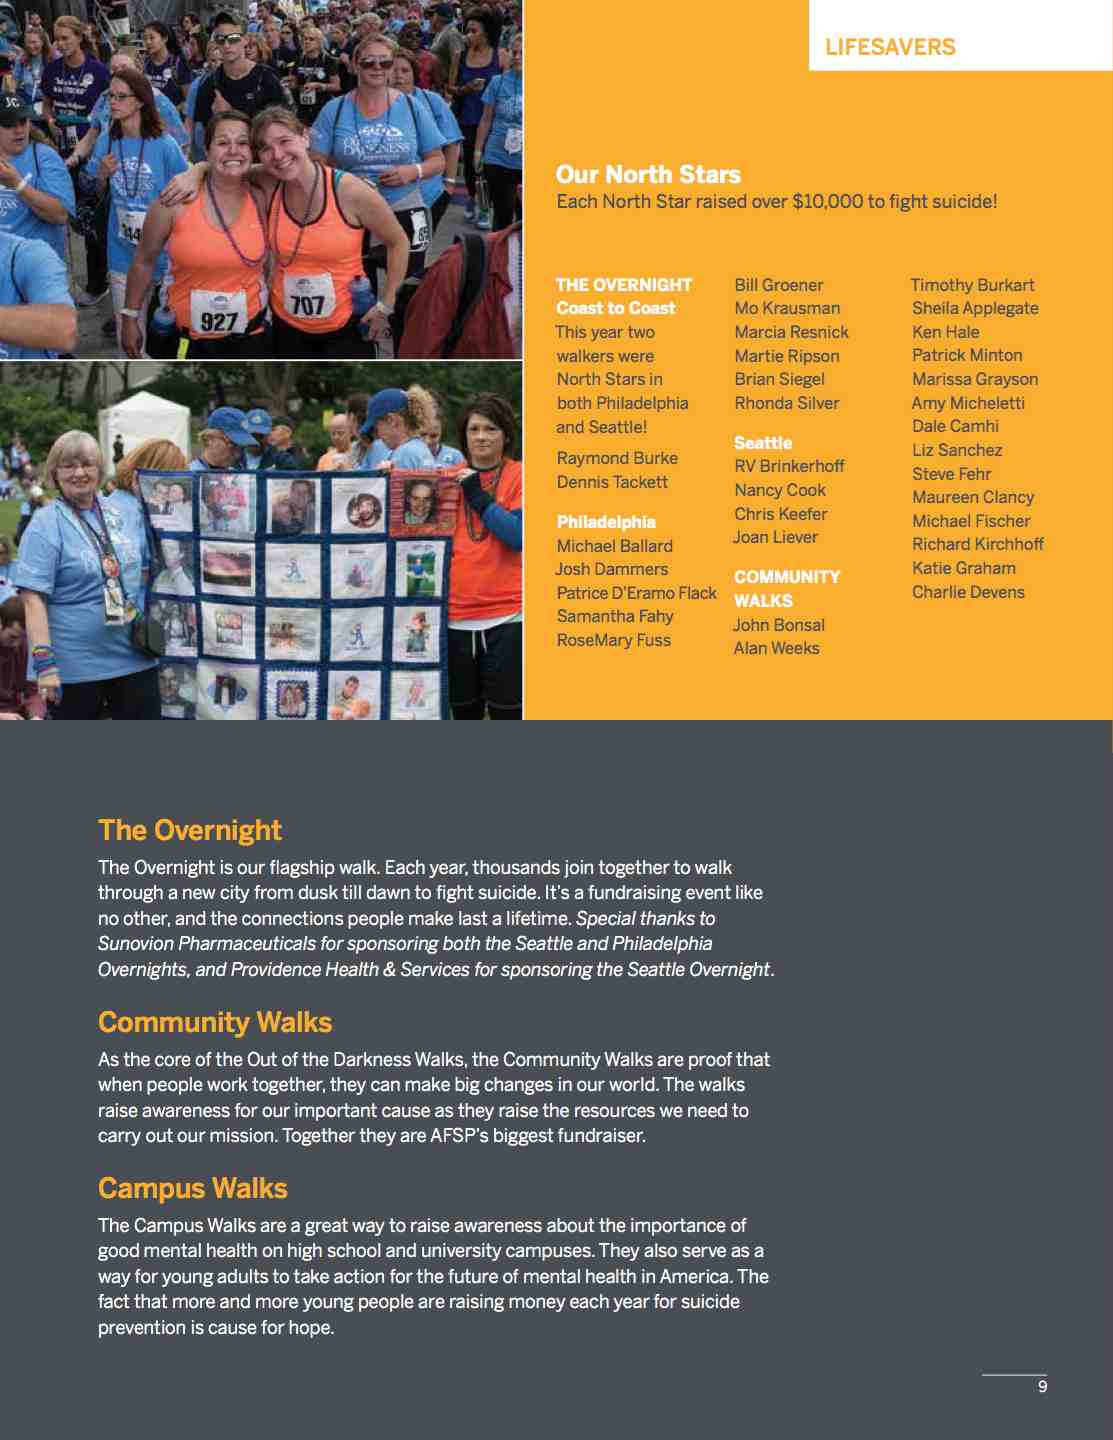 LIFESAVERS
927
707
Our North Stars
Each North Star raised over $10,000 to fight suicide!
THE OVERNIGHT
Coast to Coast
This year two
walkers were
North Stars in
both Philadelphia
and Seattle!
Raymond Burke
Dennis Tackett
Philadelphia
Michael Ballard
Josh Dammers
Patrice D'Eramo Flack
Samantha Fahy
RoseMary Fuss
Bill Groener
Mo Krausman
Marcia Resnick
Martie Ripson
Brian Siegel
Rhonda Silver
Seattle
RV Brinkerhoff
Nancy Cook
Chris Keefer
Joan Liever
COMMUNITY
WALKS
John Bonsal
Alan Weeks
Timothy Burkart
Sheila Applegate
Ken Hale
Patrick Minton
Marissa Grayson
Amy Micheletti
Dale Camhi
Liz Sanchez
Steve Fehr
Maureen Clancy
Michael Fischer
Richard Kirchhoff
Katie Graham
Charlie Devens
The Overnight
The Overnight is our flagship walk. Each year, thousands join together to walk
through a new city from dusk till dawn to fight suicide. It's a fundraising event like
no other, and the connections people make last a lifetime. Special thanks to
Sunovion Pharmaceuticals for sponsoring both the Seattle and Philadelphia
Overnights, and Providence Health & Services for sponsoring the Seattle Overnight.
Community Walks
As the core of the Out of the Darkness Walks, the Community Walks are proof that
when people work together, they can make big changes in our world. The walks
raise awareness for our important cause as they raise the resources we need to
carry out our mission. Together they are AFSP's biggest fundraiser.
Campus Walks
The Campus Walks are a great way to raise awareness about the importance of
good mental health on high school and university campuses. They also serve as a
way for young adults to take action for the future of mental health in America. The
fact that more and more young people are raising money each year for suicide
prevention is cause for hope.
9